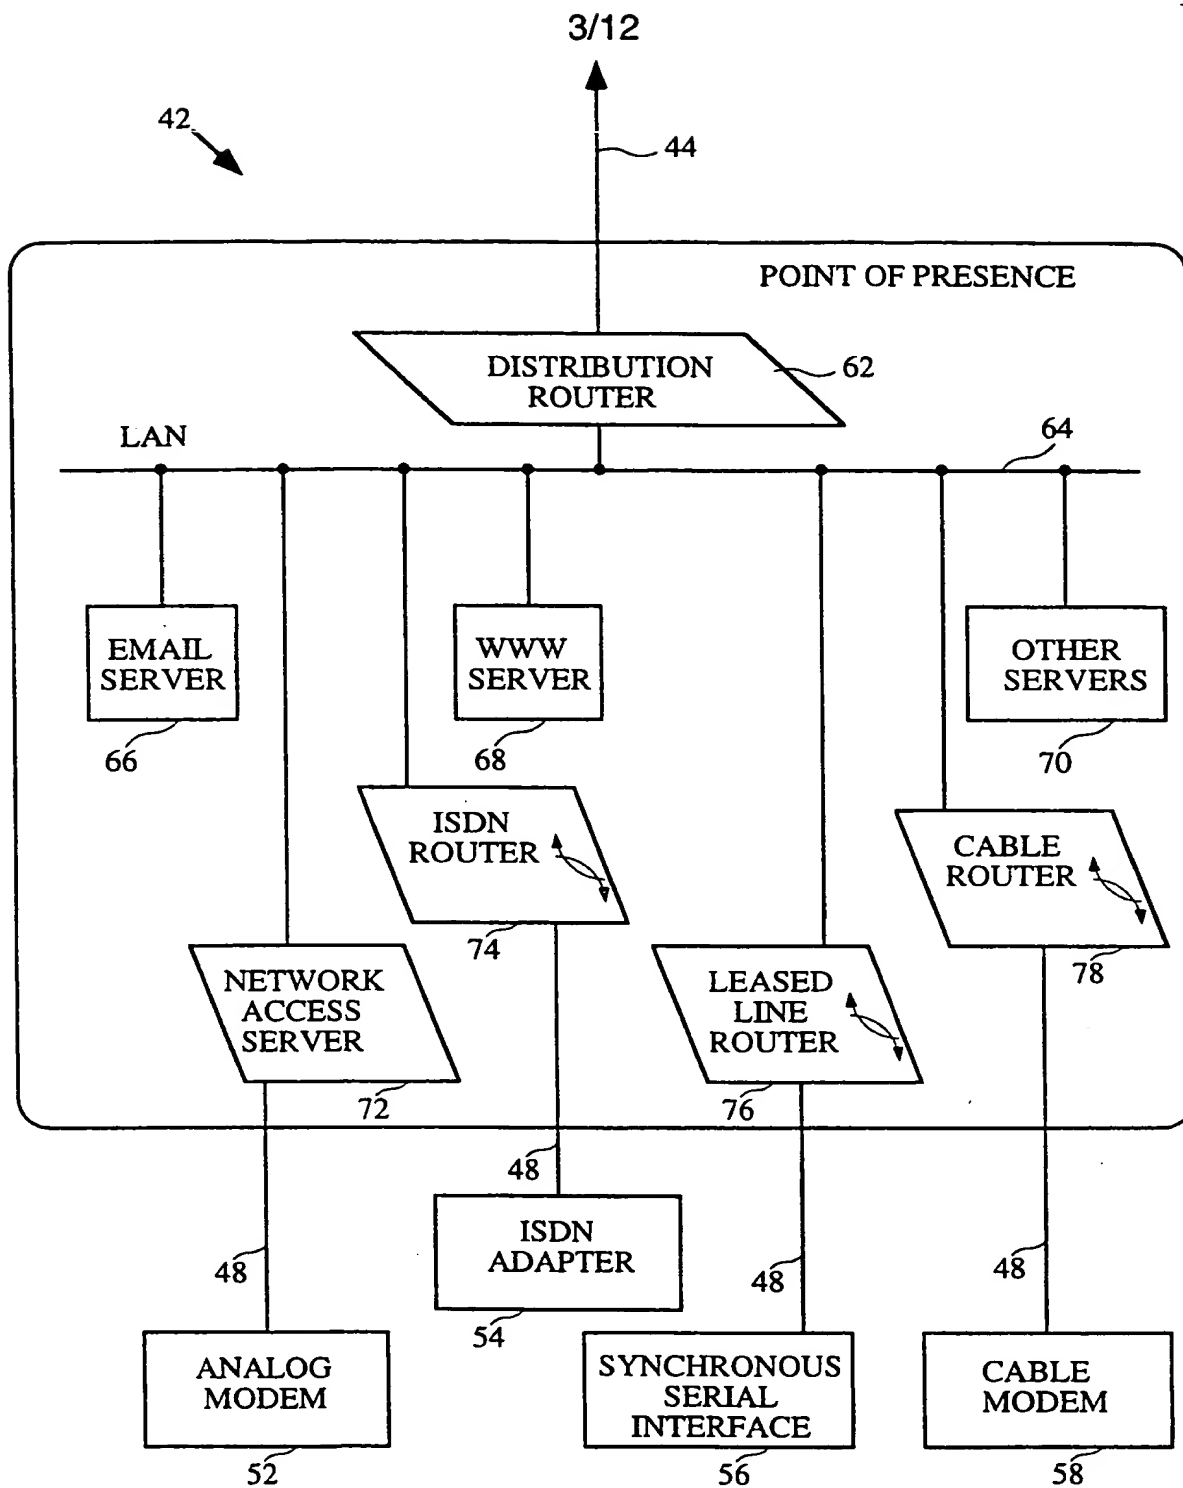 3/12
42
44
POINT OF PRESENCE
DISTRIBUTION
ROUTER
62
LAN
64
EMAIL
SERVER
66
WWW
SERVER
68
OTHER
SERVERS
70
ISDN
ROUTER
74
CABLE
ROUTER
78
NETWORK
ACCESS
SERVER
72
LEASED
LINE
ROUTER
76
48
ISDN
ADAPTER
54
48
48
48
ANALOG
MODEM
52
SYNCHRONOUS
SERIAL
INTERFACE
56
CABLE
MODEM
58